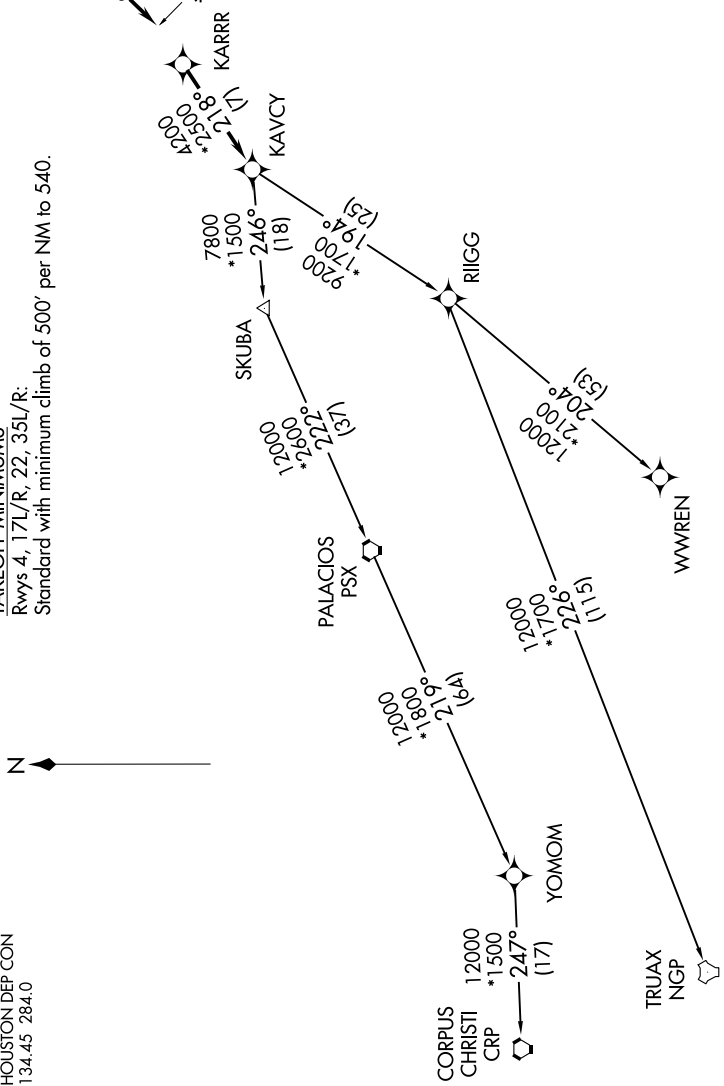 KARRR
4200
*2500
218°
(7)
KAVCY
7800
*1500
246°
(18)
9200
*1700
194°
(25)
RIIGG
SKUBA
12000
*2600
222°
(37)
12000
*2100
204°
(53)
WWREN
PALACIOS
PSX
12000
*1700
226°
(115)
12000
*1800
219°
(64)
YOMOM
12000
*1500
247°
(17)
CORPUS
CHRISTI
CRP
TRUAX
NGP
N
TAKEOFF MINIMUMS
Rwys 4, 17L/R, 22, 35L/R:
Standard with minimum climb of 500' per NM to 540.
HOUSTON DEP CON
134.45 284.0